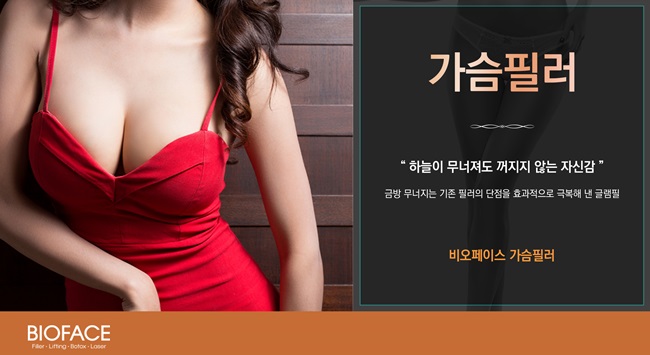 가슴필러
“ 하늘이 무너져도 꺼지지 않는 자신감 ”
금방 무너지는 기존 필러의 단점을 효과적으로 극복해 낸 글램필
비오페이스 가슴필러
BIOFACE
Filler · Lifting · Botox · Laser